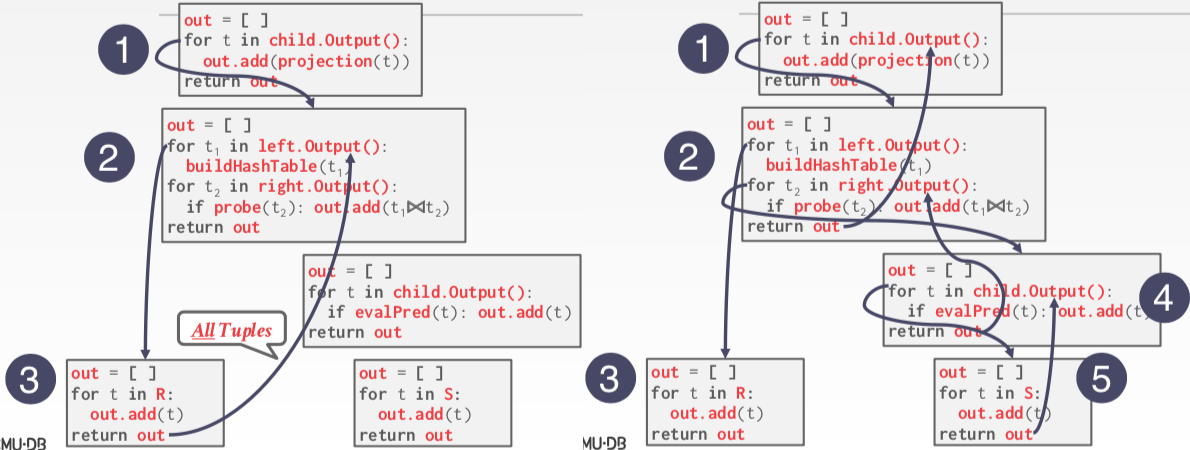 1
out = [ ]
for t in child.Output():
out.add(projection(t))
return out
2
out = [ ]
for t₁ in left.Output():
buildHashTable(t₁)
for t₂ in right.Output():
if probe(t₂): out.add(t₁⨝t₂)
return out
out = [ ]
for t in child.Output():
if evalPred(t): out.add(t)
return out
All Tuples
3
out = [ ]
for t in R:
out.add(t)
return out
out = [ ]
for t in S:
out.add(t)
return out
MU·DB
1
out = [ ]
for t in child.Output():
out.add(projection(t))
return out
2
out = [ ]
for t₁ in left.Output():
buildHashTable(t₁)
for t₂ in right.Output():
if probe(t₂): out.add(t₁⨝t₂)
return out
4
out = [ ]
for t in child.Output():
if evalPred(t): out.add(t)
return out
3
out = [ ]
for t in R:
out.add(t)
return out
5
out = [ ]
for t in S:
out.add(t)
return out
MU·DB